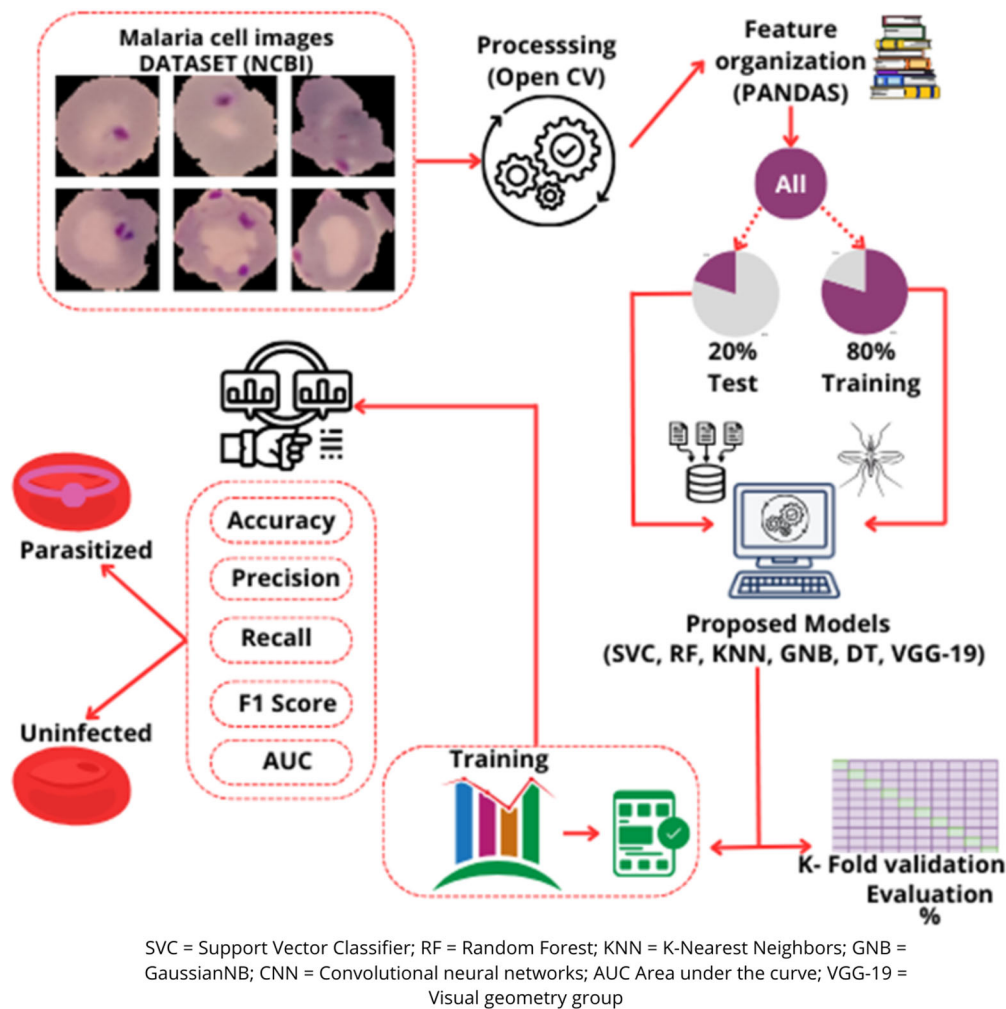 Malaria cell images
DATASET (NCBI)
Processsing
(Open CV)
Feature
organization
(PANDAS)
All
20%
Test
80%
Training
Proposed Models
(SVC, RF, KNN, GNB, DT, VGG-19)
Accuracy
Precision
Recall
F1 Score
AUC
Parasitized
Uninfected
Training
K- Fold validation
Evaluation
%
SVC = Support Vector Classifier; RF = Random Forest; KNN = K-Nearest Neighbors; GNB =
GaussianNB; CNN = Convolutional neural networks; AUC Area under the curve; VGG-19 =
Visual geometry group